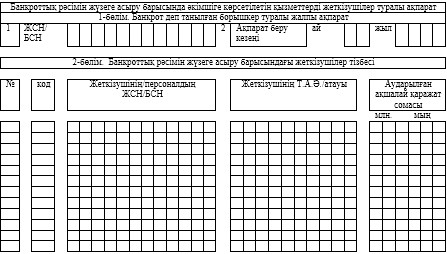 Банкроттық рәсімін жүзеге асыру барысында әкімшіге көрсетілетін қызметтерді жеткізушілер туралы ақпарат
1-бөлім. Банкрот деп танылған борышкер туралы жалпы ақпарат
1 ЖСН/ 2 Ақпарат беру ай жыл
БСН кезеңі
2-бөлім. Банкроттық рәсімін жүзеге асыру барысындағы жеткізушілер тізбесі
№ код Жеткізушінің/персоналдың Жеткізушінің Т.А.Ә./атауы Аударылған
ЖСН/БСН ақшалай қаражат
сомасы
млн. мың